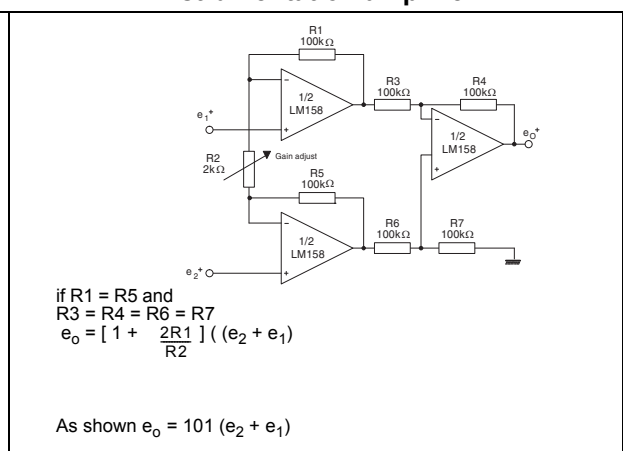 R1
100kΩ
R3
100kΩ
R4
100kΩ
1/2
LM158
e1+
eO+
1/2
LM158
R2
2kΩ
Gain adjust
R5
100kΩ
R6
100kΩ
R7
100kΩ
1/2
LM158
e2+
if R1 = R5 and
R3 = R4 = R6 = R7
eo = [ 1 + 2R1/R2 ] ( (e2 + e1)
As shown eo = 101 (e2 + e1)